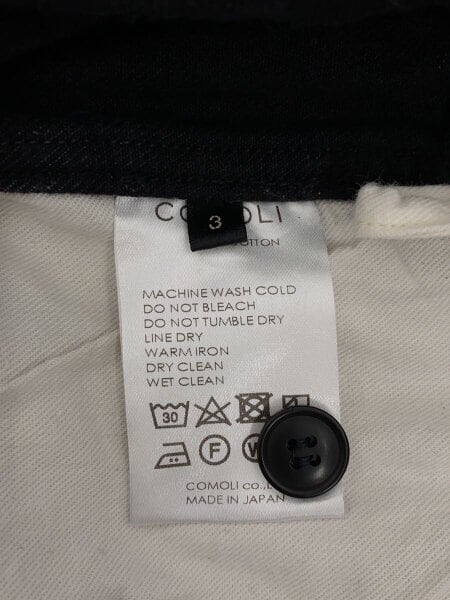 3
MACHINE WASH COLD
DO NOT BLEACH
DO NOT TUMBLE DRY
LINE DRY
WARM IRON
DRY CLEAN
WET CLEAN
30
F
W
COMOLI CO.,
MADE IN JAPAN